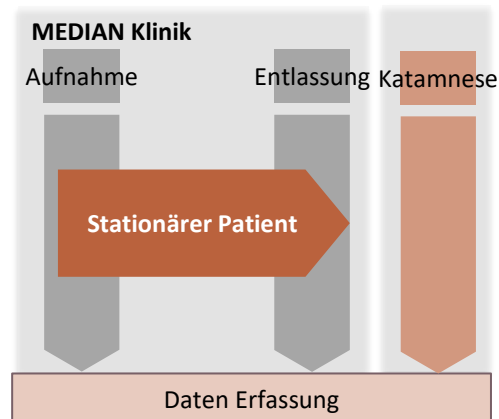 MEDIAN Klinik
Aufnahme
Entlassung
Katamnese
Stationärer Patient
Daten Erfassung